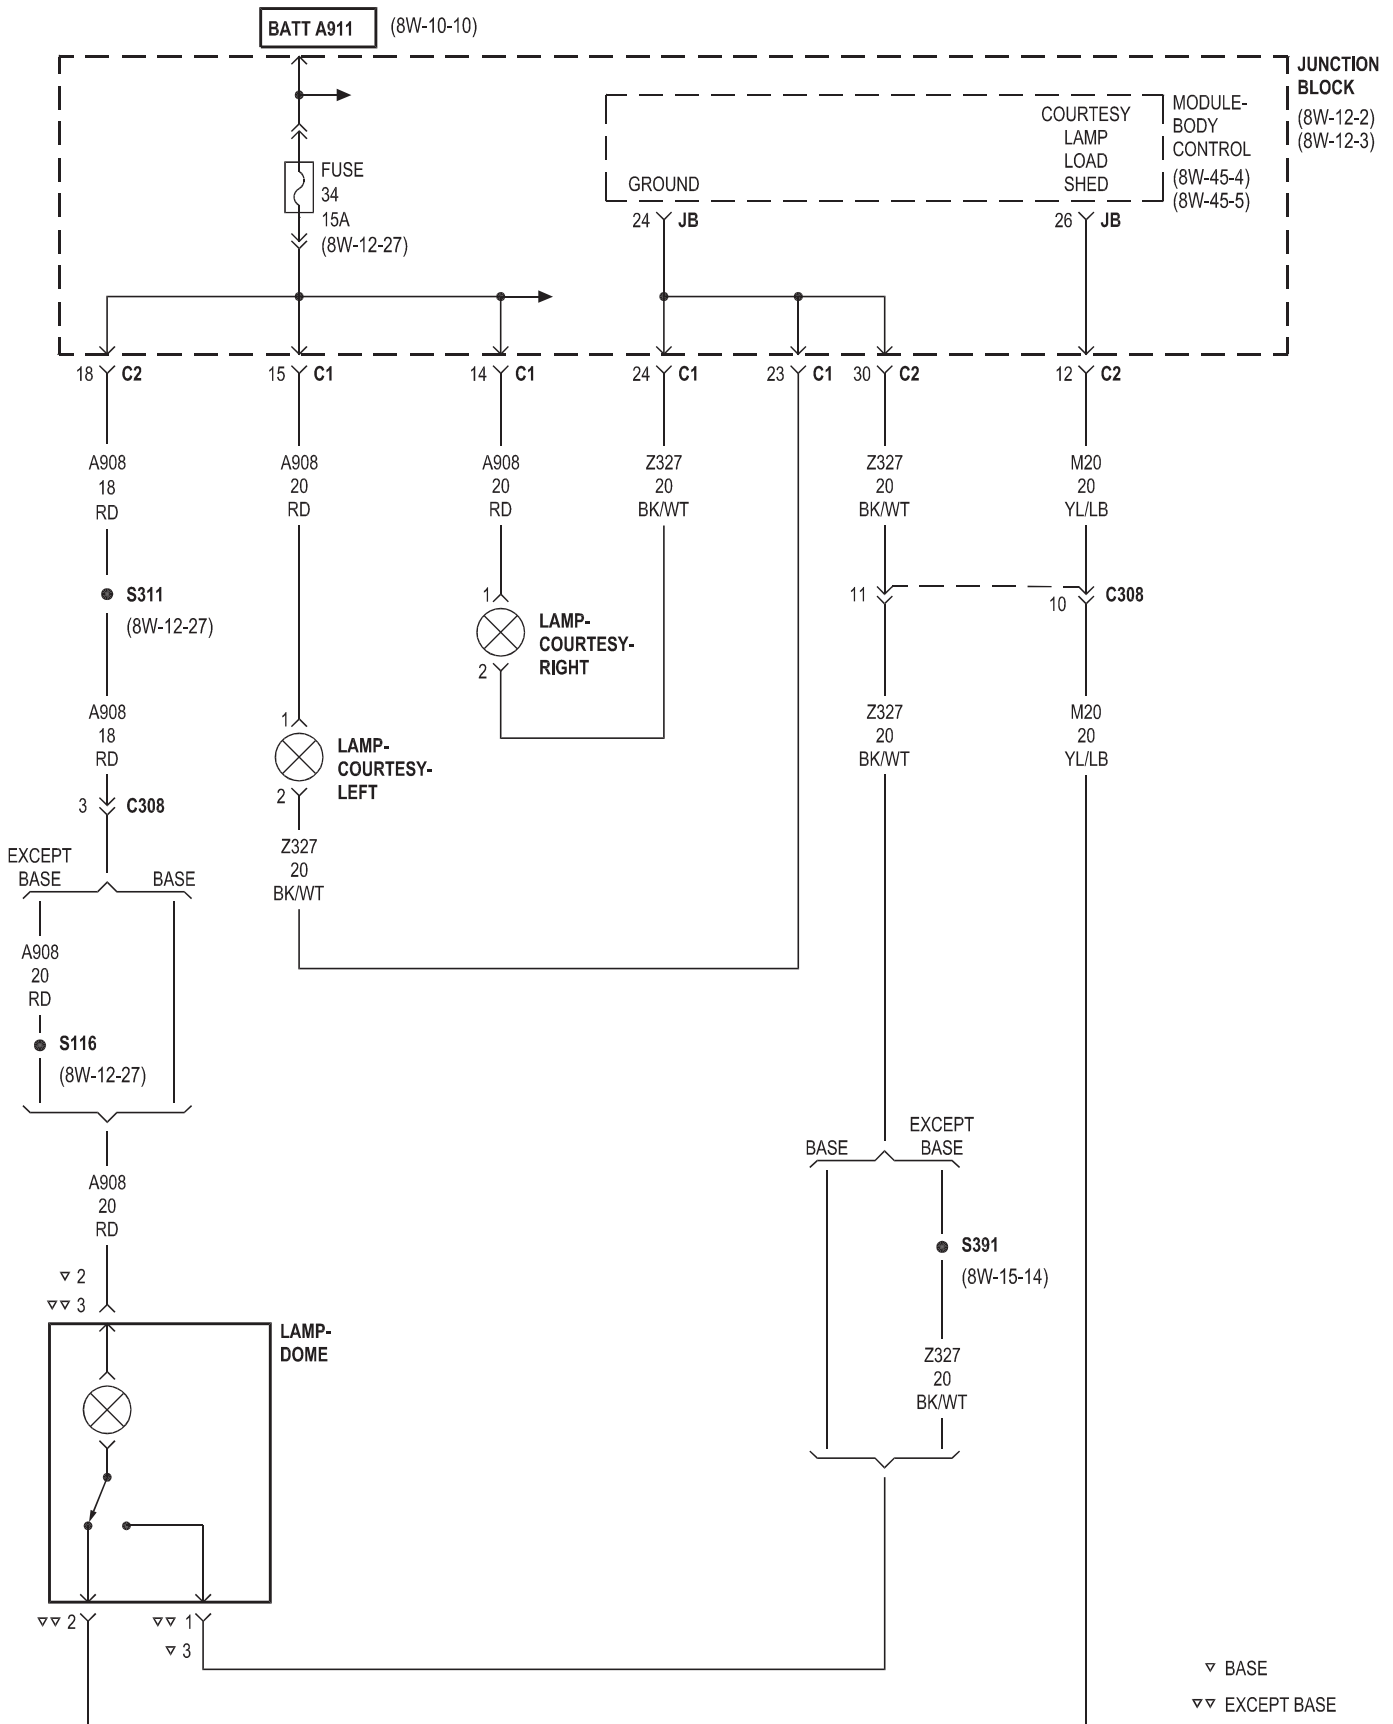 BATT A911 (8W-10-10)
JUNCTION
BLOCK
(8W-12-2)
(8W-12-3)
FUSE
34
15A
(8W-12-27)
GROUND
COURTESY
LAMP
LOAD
SHED
MODULE-
BODY
CONTROL
(8W-45-4)
(8W-45-5)
24 JB
26 JB
18 C2
15 C1
14 C1
24 C1
23 C1
30 C2
12 C2
A908
18
RD
A908
20
RD
A908
20
RD
Z327
20
BK/WT
Z327
20
BK/WT
M20
20
YL/LB
S311
(8W-12-27)
1
LAMP-
COURTESY-
RIGHT
2
11
10
C308
A908
18
RD
1
LAMP-
COURTESY-
LEFT
2
Z327
20
BK/WT
M20
20
YL/LB
3 C308
Z327
20
BK/WT
EXCEPT
BASE
BASE
A908
20
RD
S116
(8W-12-27)
A908
20
RD
BASE
EXCEPT
BASE
S391
(8W-15-14)
Z327
20
BK/WT
▽ 2
▽▽ 3
LAMP-
DOME
▽▽ 2
▽▽ 1
▽ 3
▽ BASE
▽▽ EXCEPT BASE